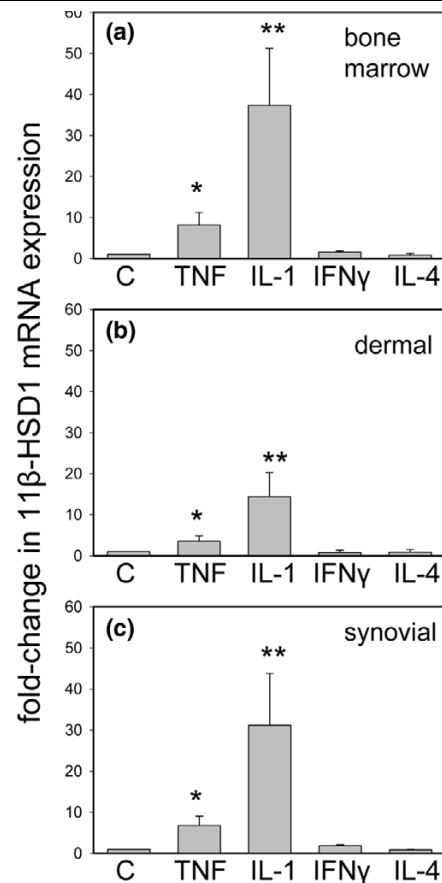 fold-change in 11β-HSD1 mRNA expression
(a)
bone
marrow
60
50
40
30
20
10
0
*
**
C TNF IL-1 IFNγ IL-4
(b)
dermal
60
50
40
30
20
10
0
*
**
C TNF IL-1 IFNγ IL-4
(c)
synovial
60
50
40
30
20
10
0
*
**
C TNF IL-1 IFNγ IL-4